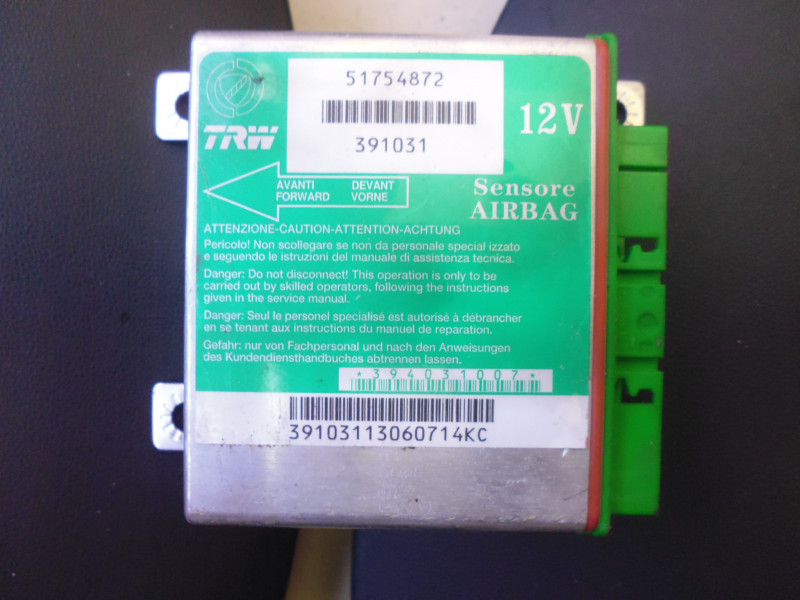 51754872
391031
TRW
12V
AVANTI DEVANT
FORWARD VORNE
Sensore
AIRBAG
ATTENZIONE-CAUTION-ATTENTION-ACHTUNG
Pericolo! Non scollegare se non da personale special izzato
e seguendo le istruzioni del manuale di assistenza tecnica.
Danger: Do not disconnect! This operation is only to be
carried out by skilled operators, following the instructions
given in the service manual.
Danger: Seul le personel specialisé ést autorisé à débrancher
en se tenant aux instructions du manuel de reparation.
Gefahr: nur von Fachpersonal und nach den Anweisungen
des Kundendiensthandbuches abtrennen lassen.
*394031007*
39103113060714KC